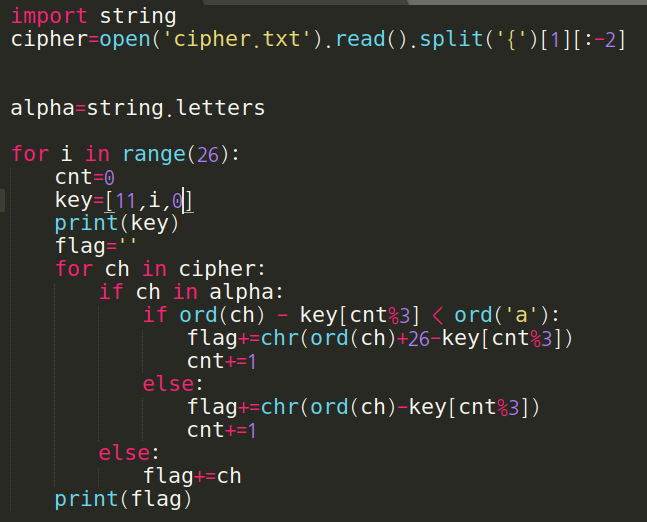 import string
cipher=open('cipher.txt').read().split('{')[1][:-2]
alpha=string.letters
for i in range(26):
    cnt=0
    key=[11,i,0]
    print(key)
    flag=''
    for ch in cipher:
        if ch in alpha:
            if ord(ch) - key[cnt%3] < ord('a'):
                flag+=chr(ord(ch)+26-key[cnt%3])
                cnt+=1
            else:
                flag+=chr(ord(ch)-key[cnt%3])
                cnt+=1
        else:
            flag+=ch
    print(flag)